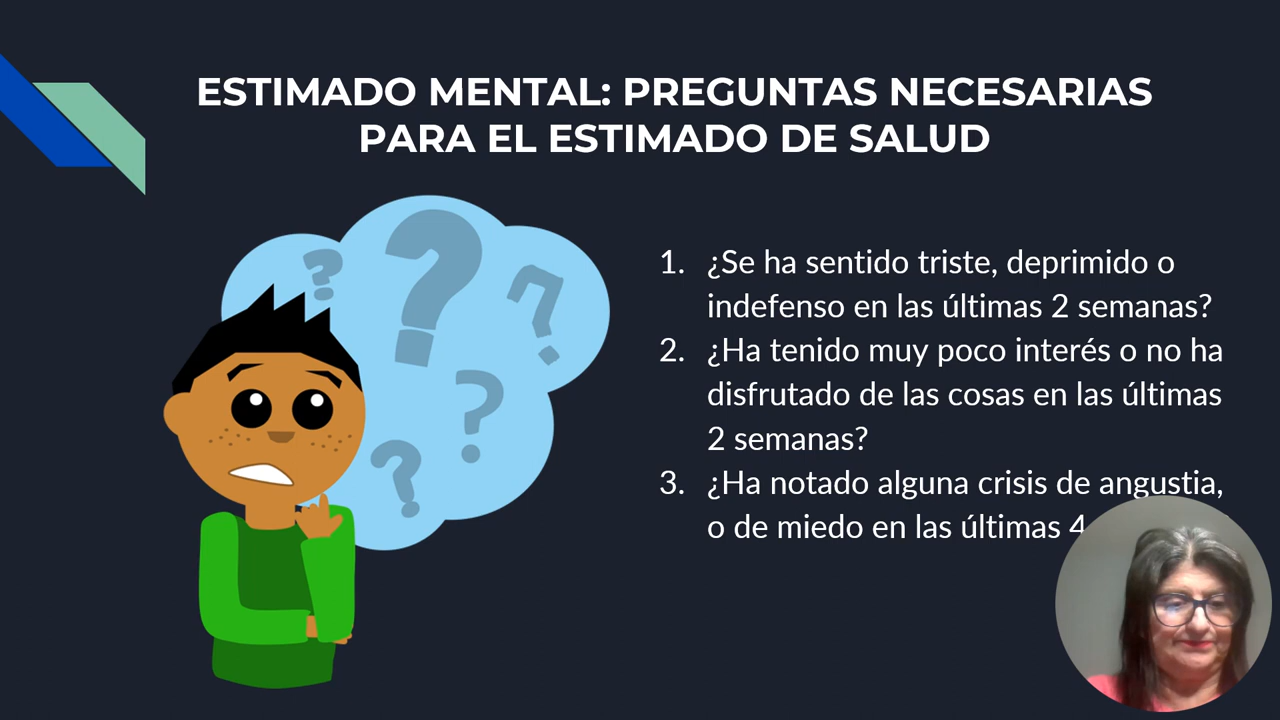 ESTIMADO MENTAL: PREGUNTAS NECESARIAS
PARA EL ESTIMADO DE SALUD
1. ¿Se ha sentido triste, deprimido o
indefenso en las últimas 2 semanas?
2. ¿Ha tenido muy poco interés o no ha
disfrutado de las cosas en las últimas
2 semanas?
3. ¿Ha notado alguna crisis de angustia,
o de miedo en las últimas 4